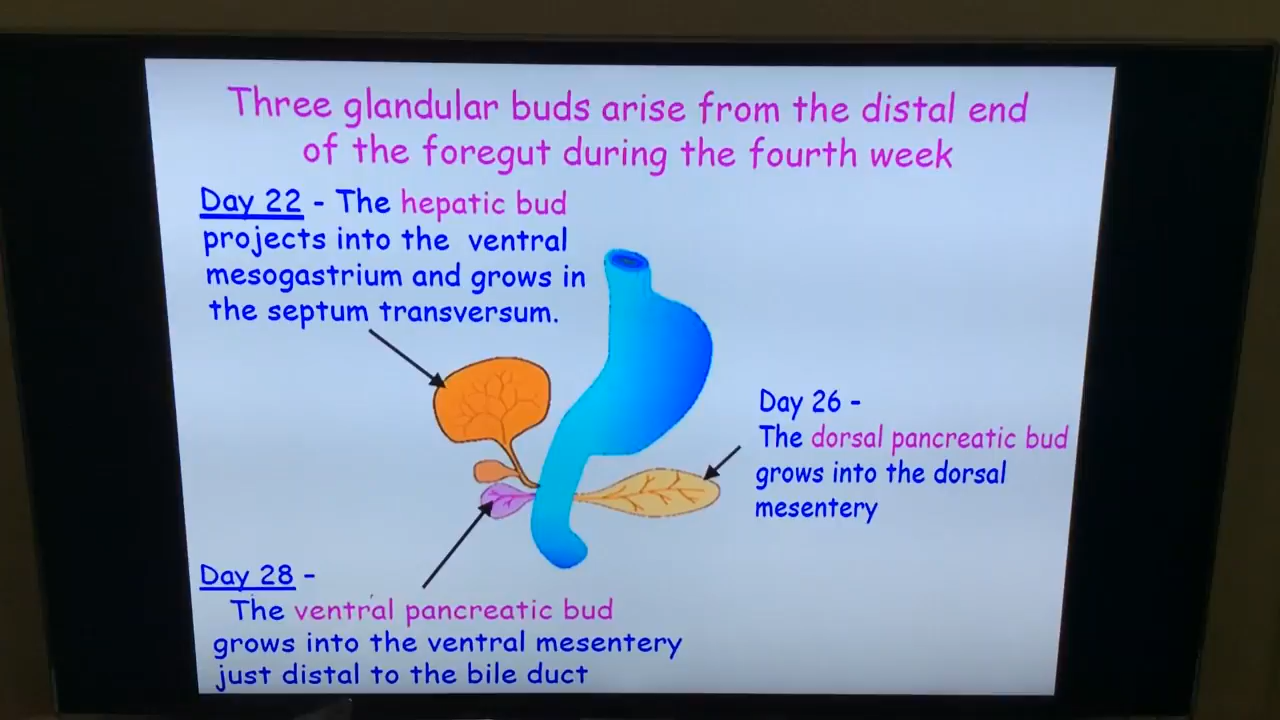 Three glandular buds arise from the distal end
of the foregut during the fourth week
Day 22 - The hepatic bud
projects into the ventral
mesogastrium and grows in
the septum transversum.
Day 26 -
The dorsal pancreatic bud
grows into the dorsal
mesentery
Day 28 -
The ventral pancreatic bud
grows into the ventral mesentery
just distal to the bile duct